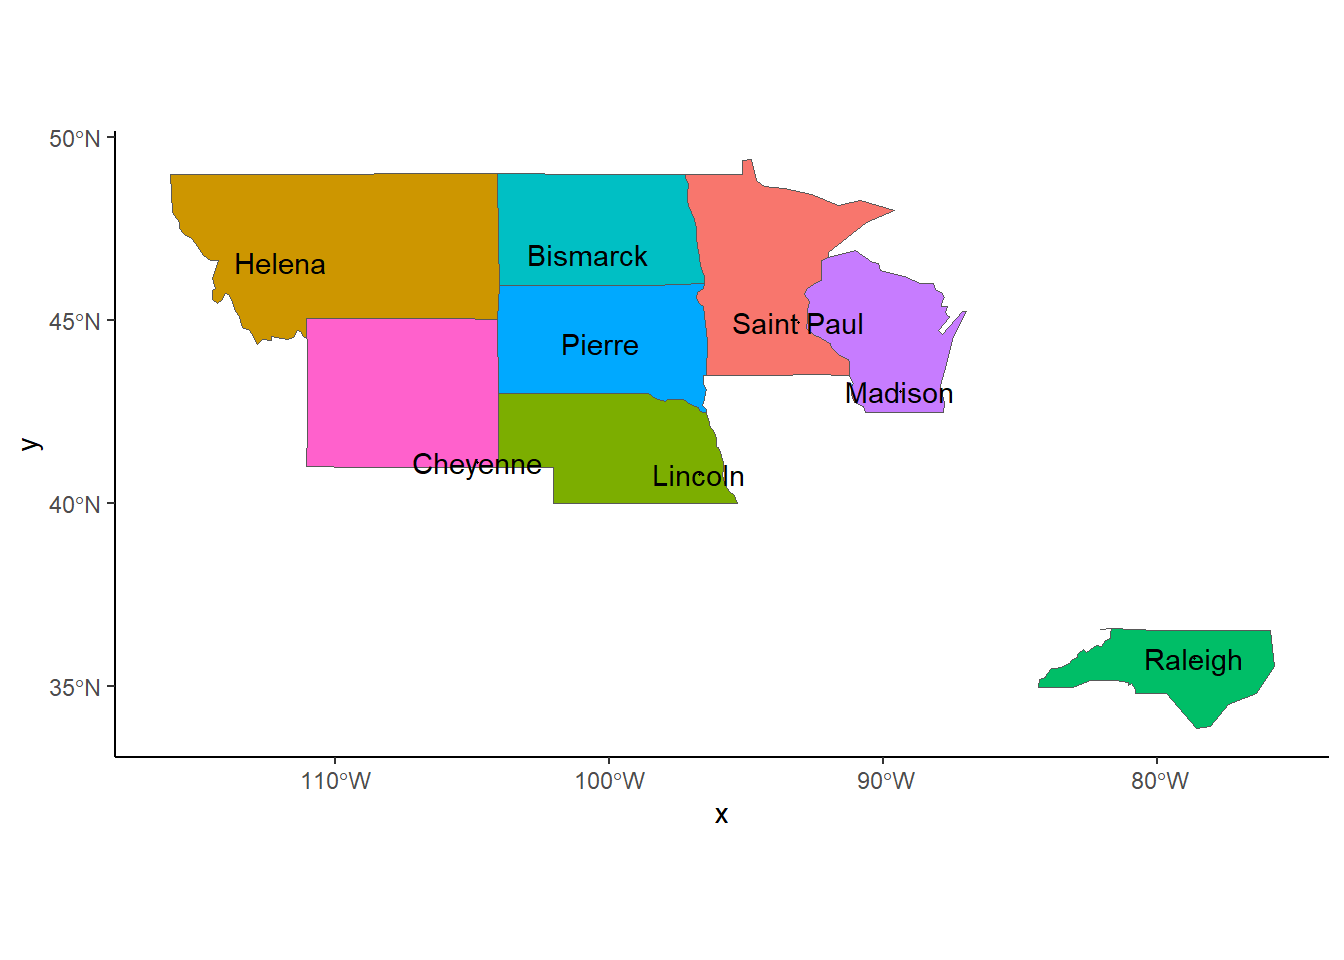 50°N
Helena
Bismarck
45°N
Saint Paul
Pierre
Madison
y
Cheyenne
Lincoln
40°N
Raleigh
35°N
110°W 100°W 90°W 80°W
x